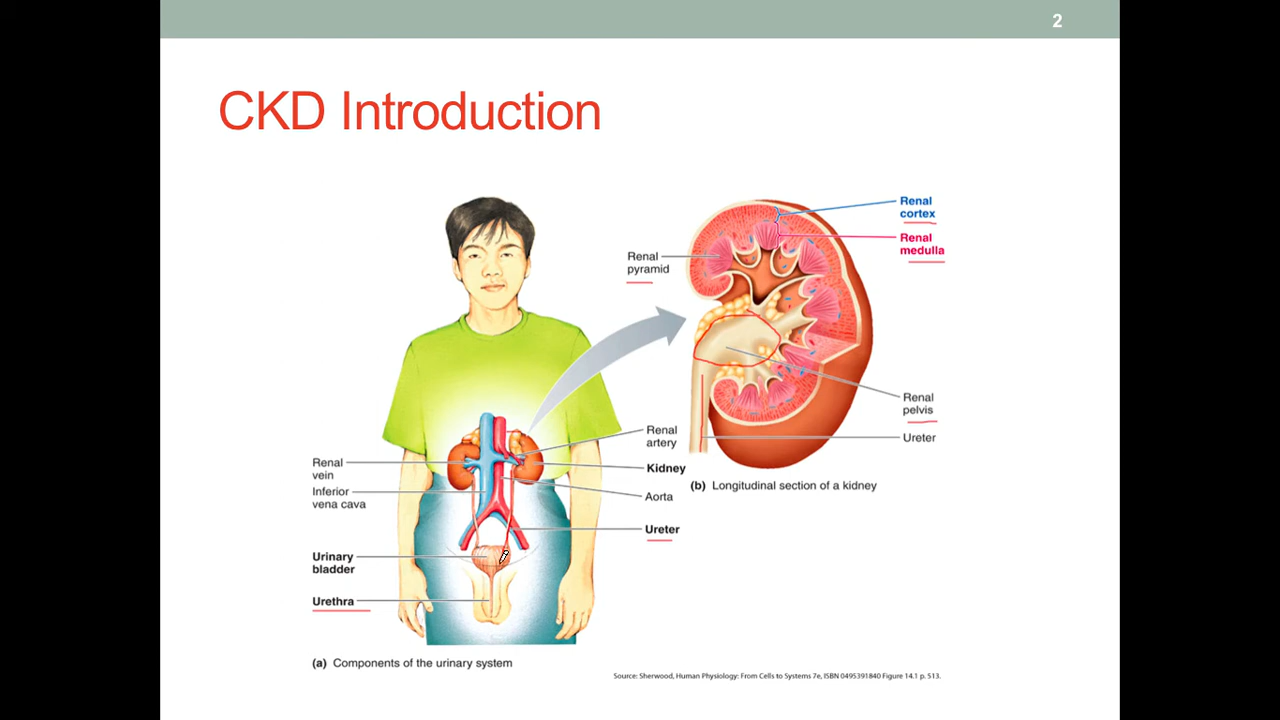 2
CKD Introduction
Renal
cortex
Renal
medulla
Renal
pyramid
Renal
pelvis
Ureter
(b) Longitudinal section of a kidney
Renal
artery
Kidney
Aorta
Ureter
Renal
vein
Inferior
vena cava
Urinary
bladder
Urethra
(a) Components of the urinary system
Source: Sherwood, Human Physiology: From Cells to Systems 7e, ISBN 0495391840 Figure 14.1 p. 513.